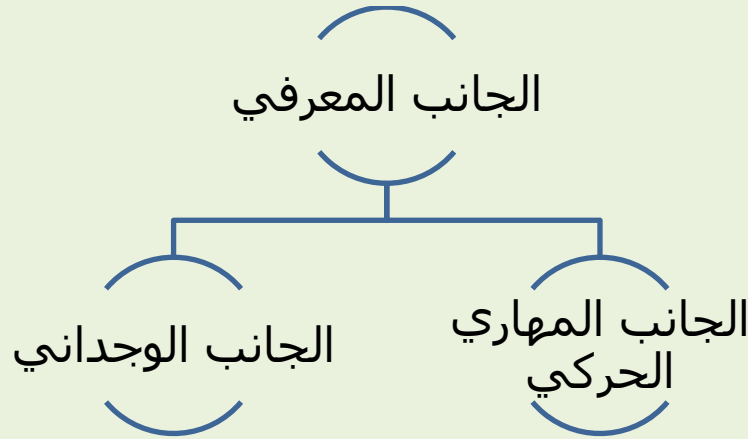 الجانب المعرفي
الجانب المهاري
الحركي
الجانب الوجداني